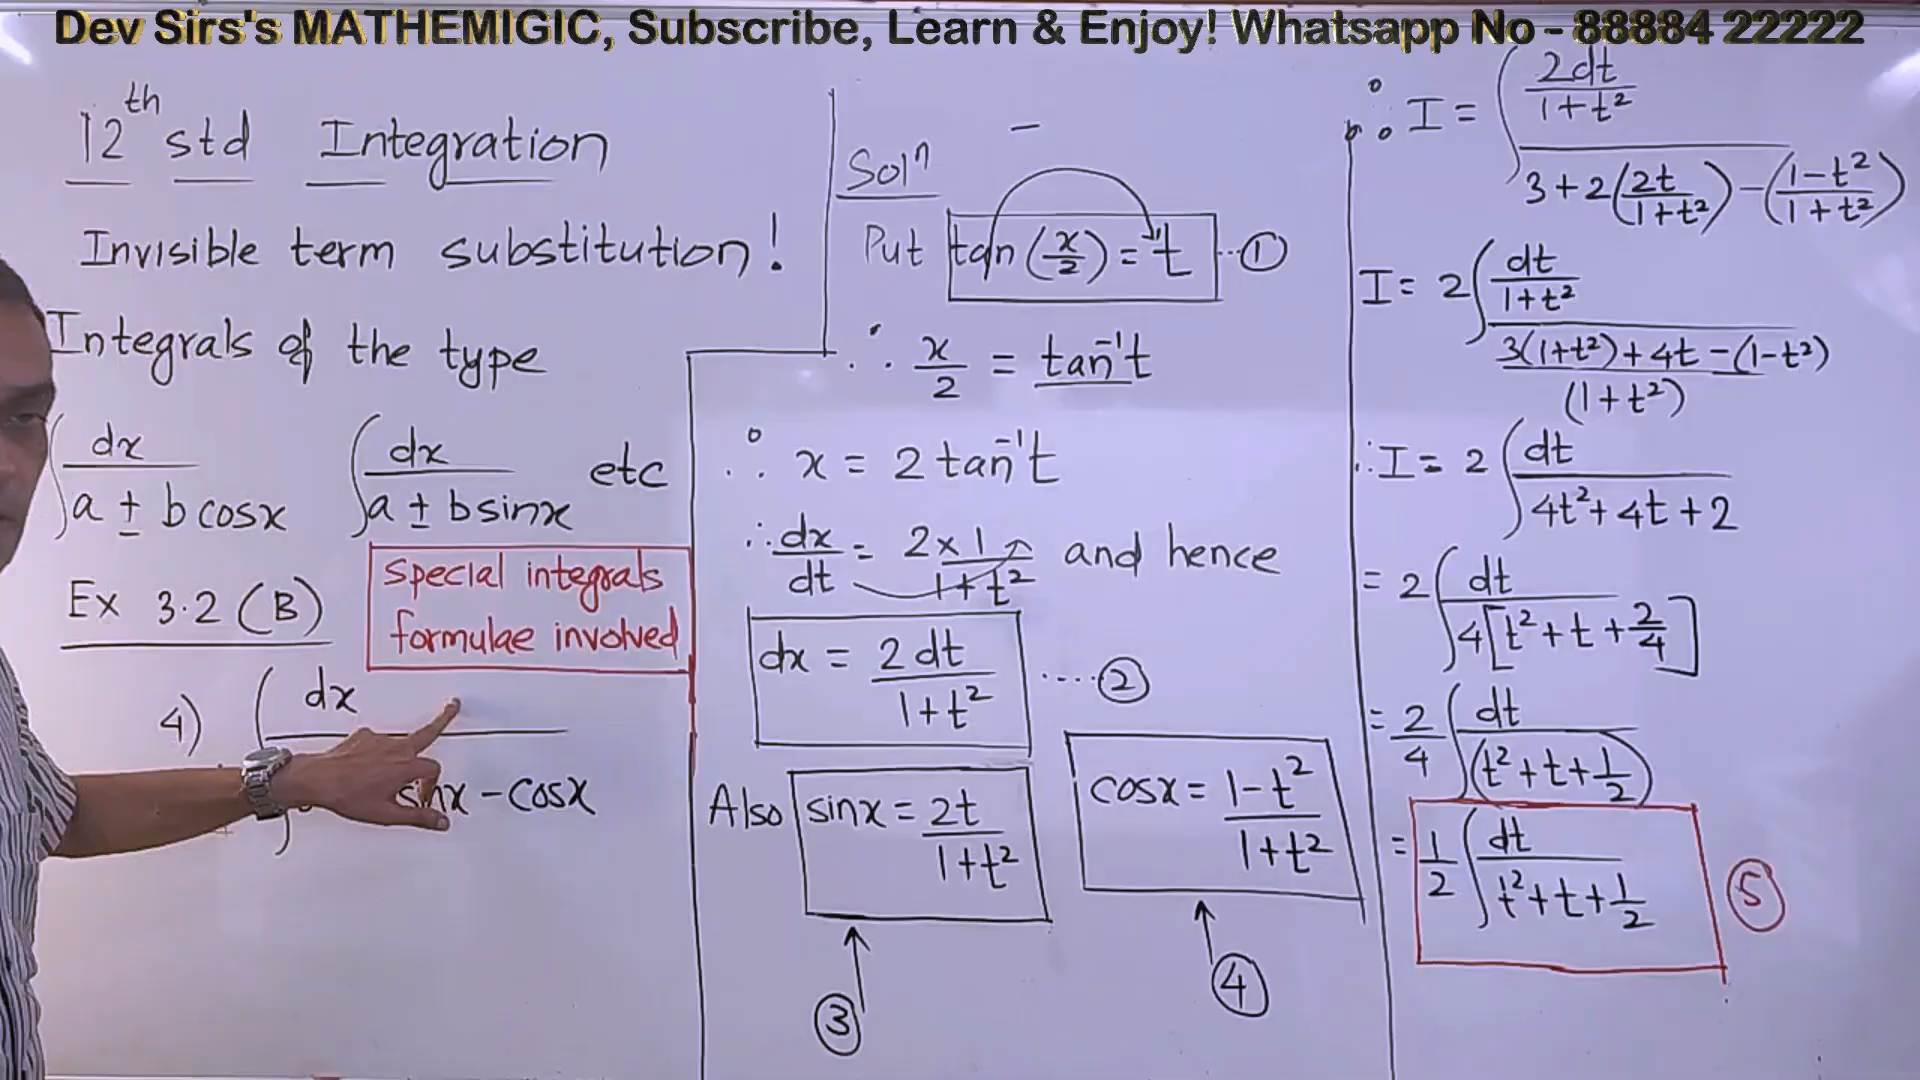 Dev Sirs's MATHEMIGIC, Subscribe, Learn & Enjoy! Whatsapp No - 88884 22222
12th std Integration
Invisible term substitution!
Integrals of the type
∫ dx / (a ± b cosx) ∫ dx / (a ± b sinx) etc
Special integrals
formulae involved
Ex 3.2 (B)
4) ∫ dx
sinx - cosx
Solⁿ
Put tan(x/2) = t ...①
∴ x/2 = tan⁻¹t
∴ x = 2 tan⁻¹t
∴ dx/dt = 2 × 1/(1+t²) and hence
dx = 2dt/(1+t²) ....②
Also sinx = 2t/(1+t²) cosx = (1-t²)/(1+t²)
③ ④
∴ I = ∫ (2dt/(1+t²)) / (3+2(2t/(1+t²)) - ((1-t²)/(1+t²)))
I = 2 ∫ (dt/(1+t²)) / ((3(1+t²)+4t-(1-t²))/(1+t²))
∴ I = 2 ∫ dt/(4t²+4t+2)
= 2 ∫ dt/(4[t²+t+2/4])
= 2/4 ∫ dt/(t²+t+1/2)
= 1/2 ∫ dt/(t²+t+1/2) ⑤